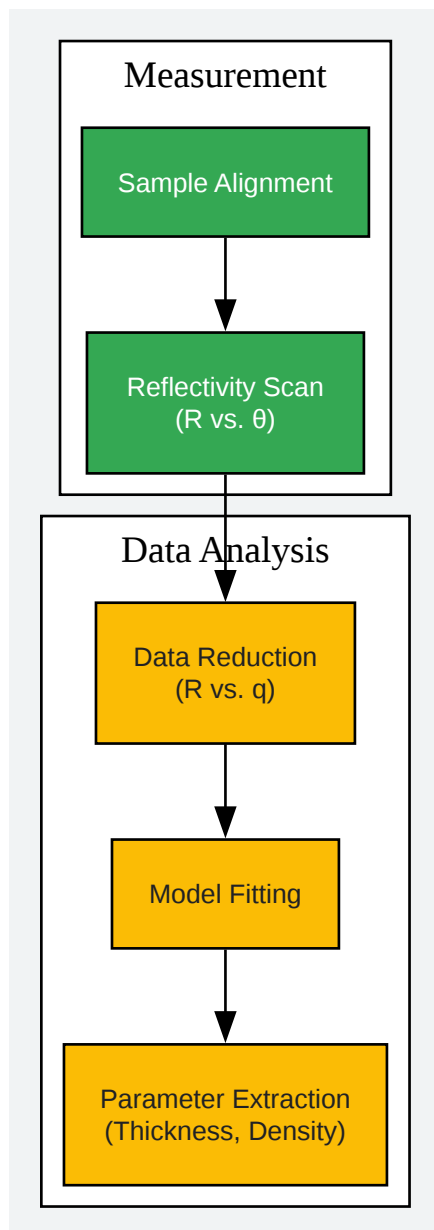 Measurement
Sample Alignment
Reflectivity Scan
(R vs. θ)
Data Analysis
Data Reduction
(R vs. q)
Model Fitting
Parameter Extraction
(Thickness, Density)